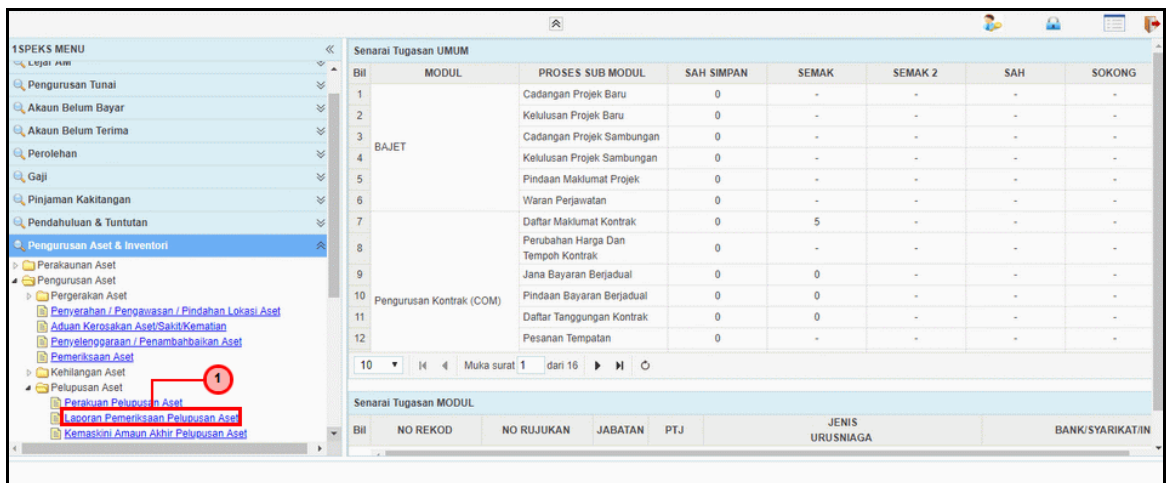 1SPEKS MENU
Lejar AM
Pengurusan Tunai
Akaun Belum Bayar
Akaun Belum Terima
Perolehan
Gaji
Pinjaman Kakitangan
Pendahuluan & Tuntutan
Pengurusan Aset & Inventori
Perakaunan Aset
Pengurusan Aset
Pergerakan Aset
Penyerahan / Pengawasan / Pindahan Lokasi Aset
Aduan Kerosakan Aset/Sakit/Kematian
Penyelenggaraan / Penambahbaikan Aset
Pemeriksaan Aset
Kehilangan Aset
1
Pelupusan Aset
Perakuan Pelupusan Aset
Laporan Pemeriksaan Pelupusan Aset
Kemaskini Amaun Akhir Pelupusan Aset
Senarai Tugasan UMUM
Bil MODUL PROSES SUB MODUL SAH SIMPAN SEMAK SEMAK 2 SAH SOKONG
1 Cadangan Projek Baru 0 - - - -
2 Kelulusan Projek Baru 0 - - - -
3 Cadangan Projek Sambungan 0 - - - -
BAJET
4 Kelulusan Projek Sambungan 0 - - - -
5 Pindaan Maklumat Projek 0 - - - -
6 Waran Perjawatan 0 - - - -
7 Daftar Maklumat Kontrak 0 5 - - -
8 Perubahan Harga Dan 0 - - - -
Tempoh Kontrak
9 Jana Bayaran Berjadual 0 0 - - -
10 Pengurusan Kontrak (COM) Pindaan Bayaran Berjadual 0 0 - - -
11 Daftar Tanggungan Kontrak 0 0 - - -
12 Pesanan Tempatan 0 - - - -
10 Muka surat 1 dari 16
Senarai Tugasan MODUL
Bil NO REKOD NO RUJUKAN JABATAN PTJ JENIS BANK/SYARIKAT/IN
URUSNIAGA